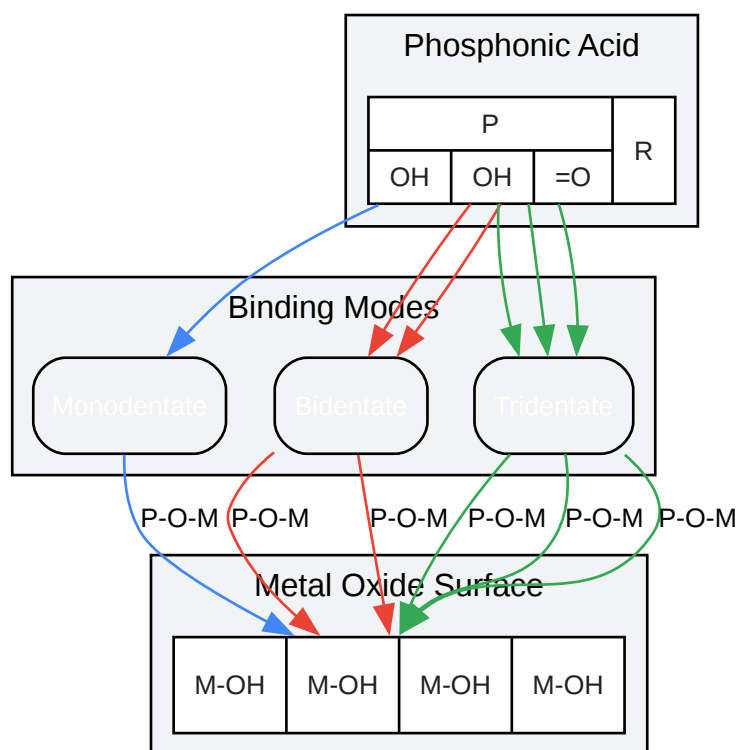 Phosphonic Acid
P
R
OH OH =O
Binding Modes
Monodentate Bidentate Tridentate
P-O-M P-O-M P-O-M P-O-M P-O-M P-O-M
Metal Oxide Surface
M-OH M-OH M-OH M-OH